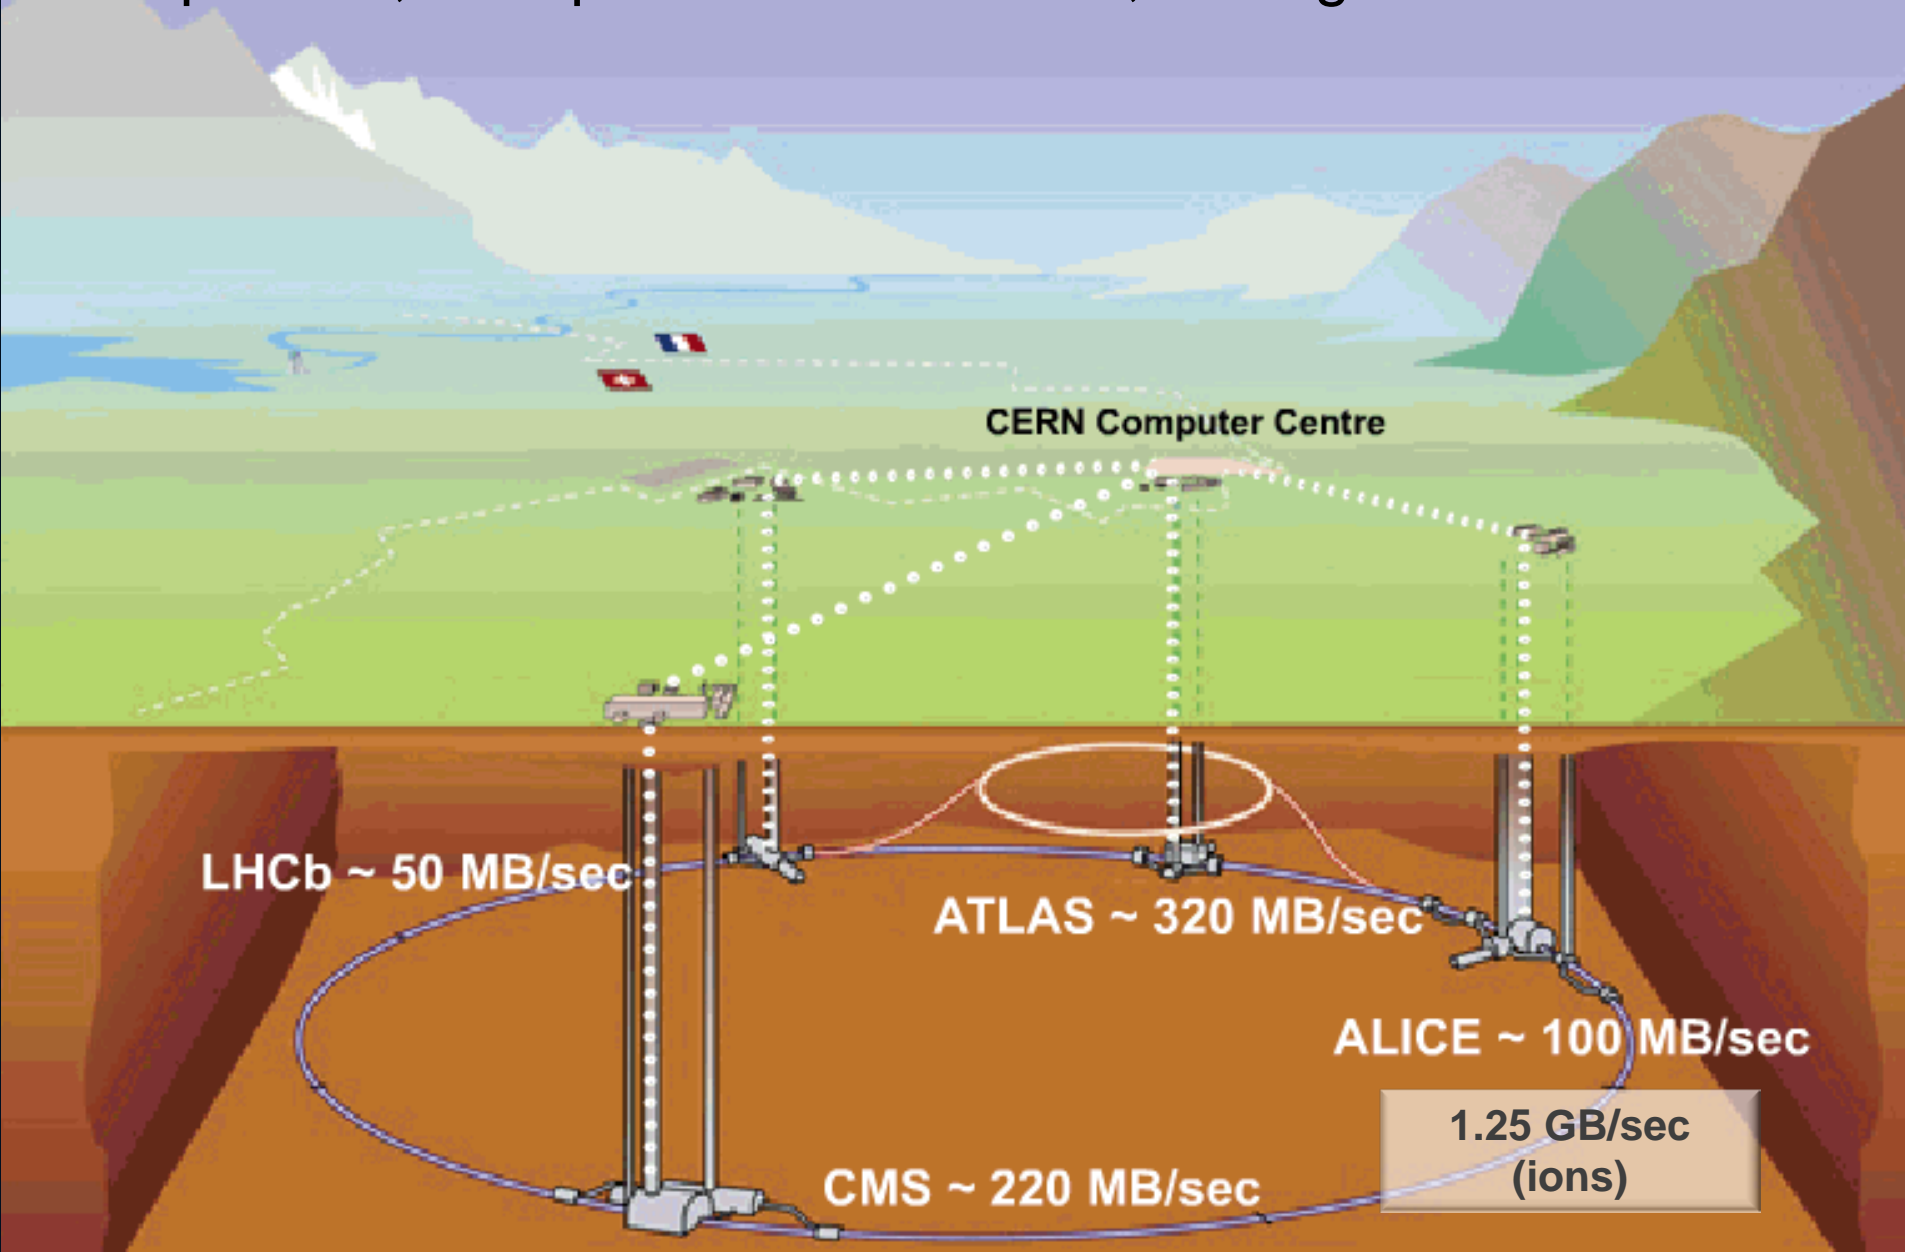 CERN Computer Centre
LHCb ~ 50 MB/sec
ATLAS ~ 320 MB/sec
ALICE ~ 100 MB/sec
1.25 GB/sec
(ions)
CMS ~ 220 MB/sec